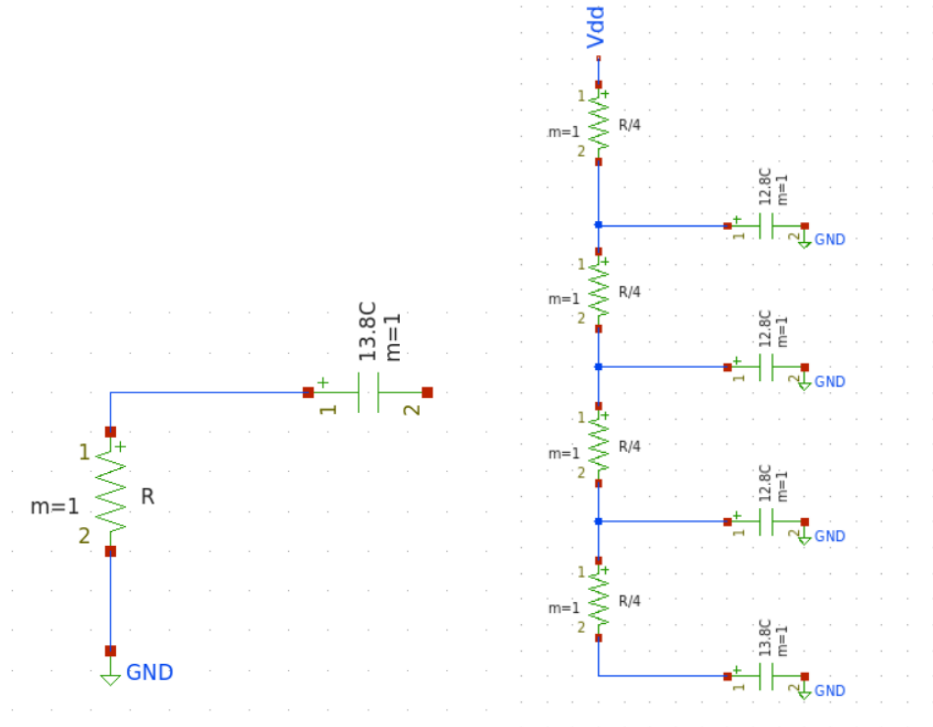 13.8C
m=1
+
1
2
1
+
m=1
R
2
GND
Vdd
1
+
m=1
R/4
2
12.8C
m=1
+
1
2
GND
1
+
m=1
R/4
2
12.8C
m=1
+
1
2
GND
1
+
m=1
R/4
2
12.8C
m=1
+
1
2
GND
1
+
m=1
R/4
2
13.8C
m=1
+
1
2
GND